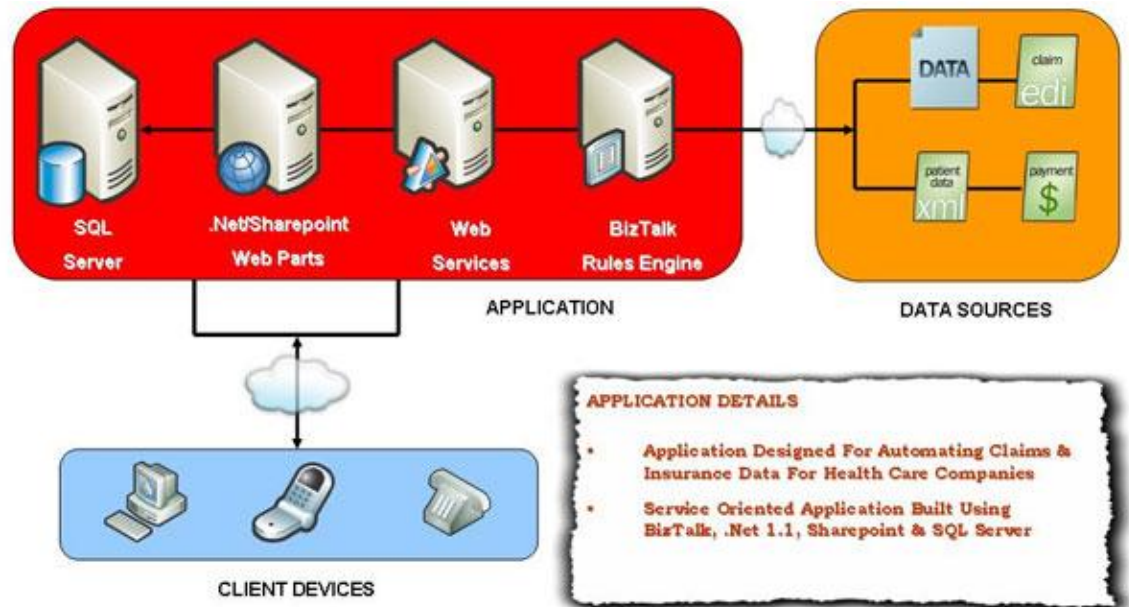 SQL
Server
.Net/Sharepoint
Web Parts
Web
Services
BizTalk
Rules Engine
APPLICATION
DATA
claim
edi
patient
data
xml
payment
$
DATA SOURCES
CLIENT DEVICES
APPLICATION DETAILS
• Application Designed For Automating Claims &
Insurance Data For Health Care Companies
• Service Oriented Application Built Using
BizTalk, .Net 1.1, Sharepoint & SQL Server